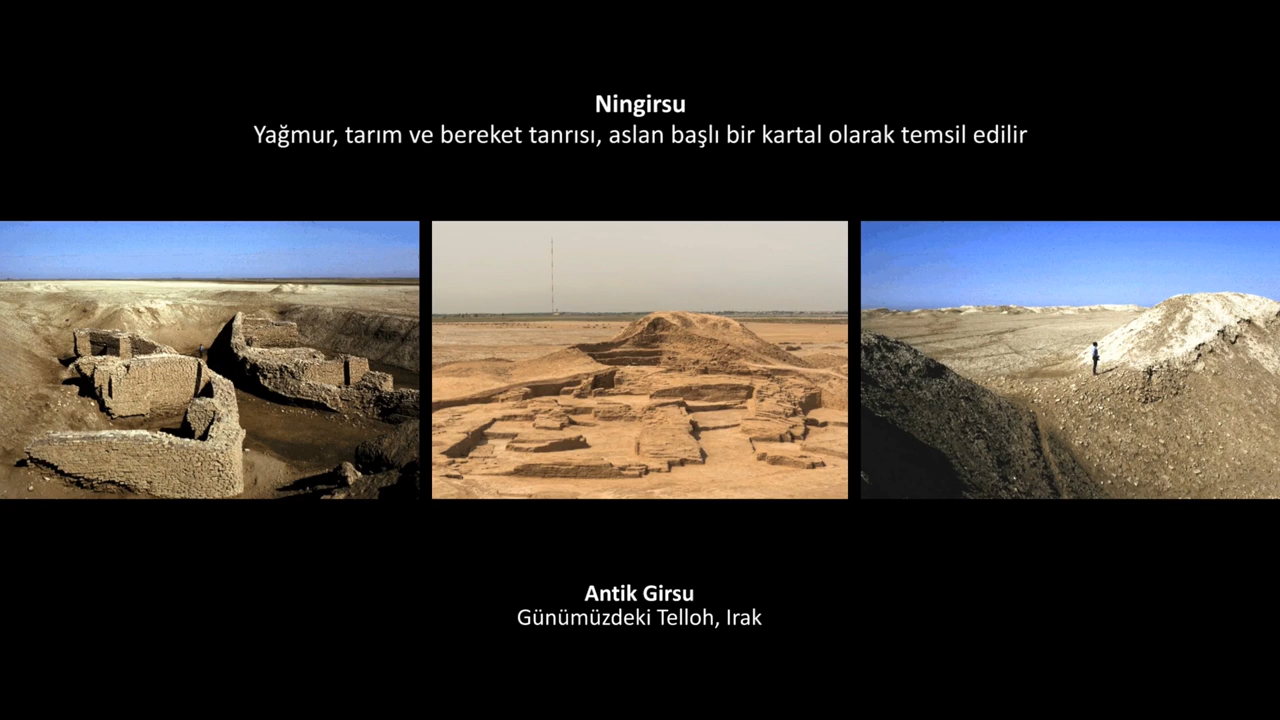 Ningirsu
Yağmur, tarım ve bereket tanrısı, aslan başlı bir kartal olarak temsil edilir
Antik Girsu
Günümüzdeki Telloh, Irak